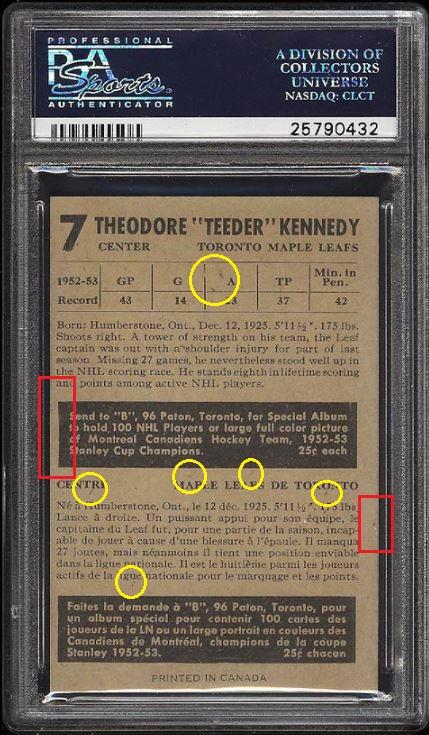 PROFESSIONAL
PSA
Sports
AUTHENTICATOR
A DIVISION OF
COLLECTORS
UNIVERSE
NASDAQ: CLCT
25790432
7 THEODORE "TEEDER" KENNEDY
CENTER TORONTO MAPLE LEAFS
1952-53 GP G A TP Min. in Pen.
Record 43 14 23 37 42
Born: Humberstone, Ont., Dec. 12, 1925. 5'11½". 175 lbs.
Shoots right. A tower of strength on his team, the Leaf
captain was out with a shoulder injury for part of last
season. Missing 27 games, he nevertheless stood well up in
the NHL scoring race. He stands eighth in lifetime scoring
and points among active NHL players.
Send to "B", 96 Paton, Toronto, for Special Album
to hold 100 NHL Players or large full color picture
of Montreal Canadiens Hockey Team, 1952-53
Stanley Cup Champions. 25¢ each
CENTRE MAPLE LEAFS DE TORONTO
Né à Humberstone, Ont., le 12 déc. 1925. 5'11½". 175 lbs.
Lance à droite. Un puissant appui pour son équipe, le
capitaine du Leaf fut, pour une partie de la saison, incap-
able de jouer à cause d'une blessure à l'épaule. Il manqua
27 joutes, mais néanmoins il tient une position enviable
dans la ligue nationale. Il est le huitième parmi les joueurs
actifs de la ligue nationale pour le marquage et les points.
Faites la demande à "B", 96 Paton, Toronto, pour
un album spécial pour contenir 100 cartes des
joueurs de la LN ou un large portrait en couleurs des
Canadiens de Montréal, champions de la coupe
Stanley 1952-53. 25¢ chacun
PRINTED IN CANADA